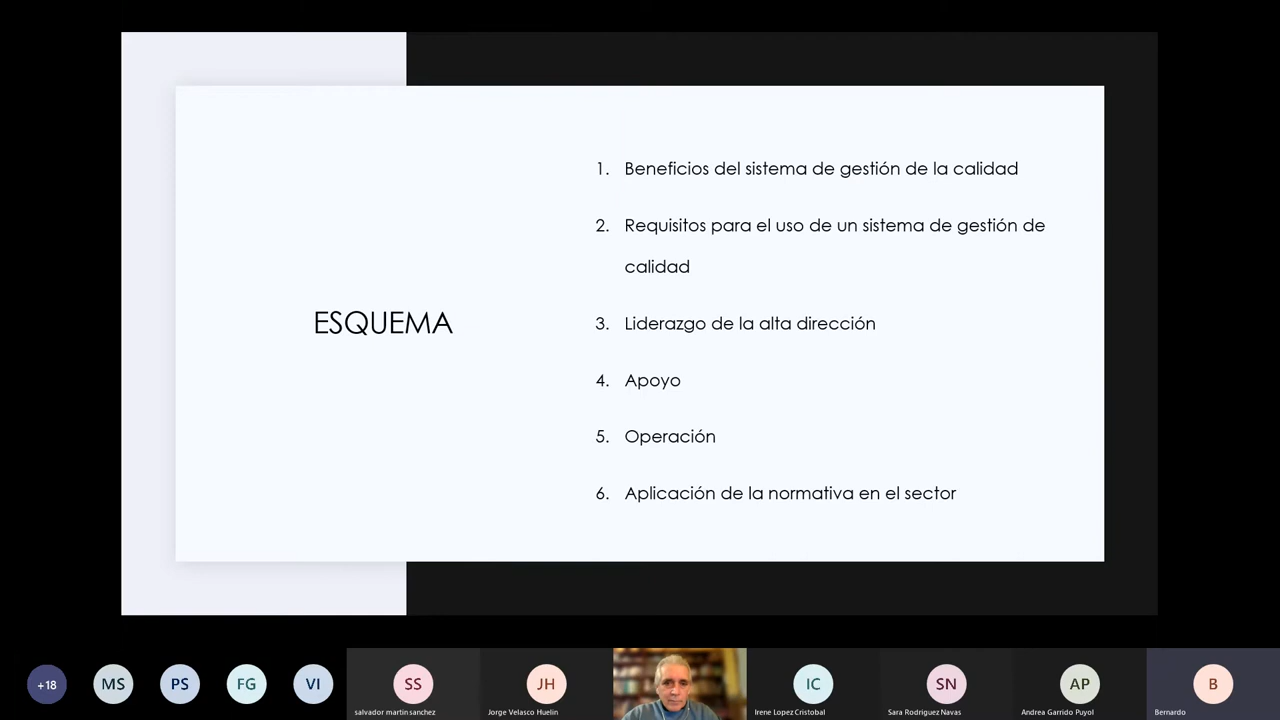 ESQUEMA
1. Beneficios del sistema de gestión de la calidad
2. Requisitos para el uso de un sistema de gestión de
calidad
3. Liderazgo de la alta dirección
4. Apoyo
5. Operación
6. Aplicación de la normativa en el sector
+18
MS
PS
FG
VI
SS
salvador martin sanchez
JH
Jorge Velasco Huelin
IC
Irene Lopez Cristobal
SN
Sara Rodriguez Navas
AP
Andrea Garrido Puyol
B
Bernardo